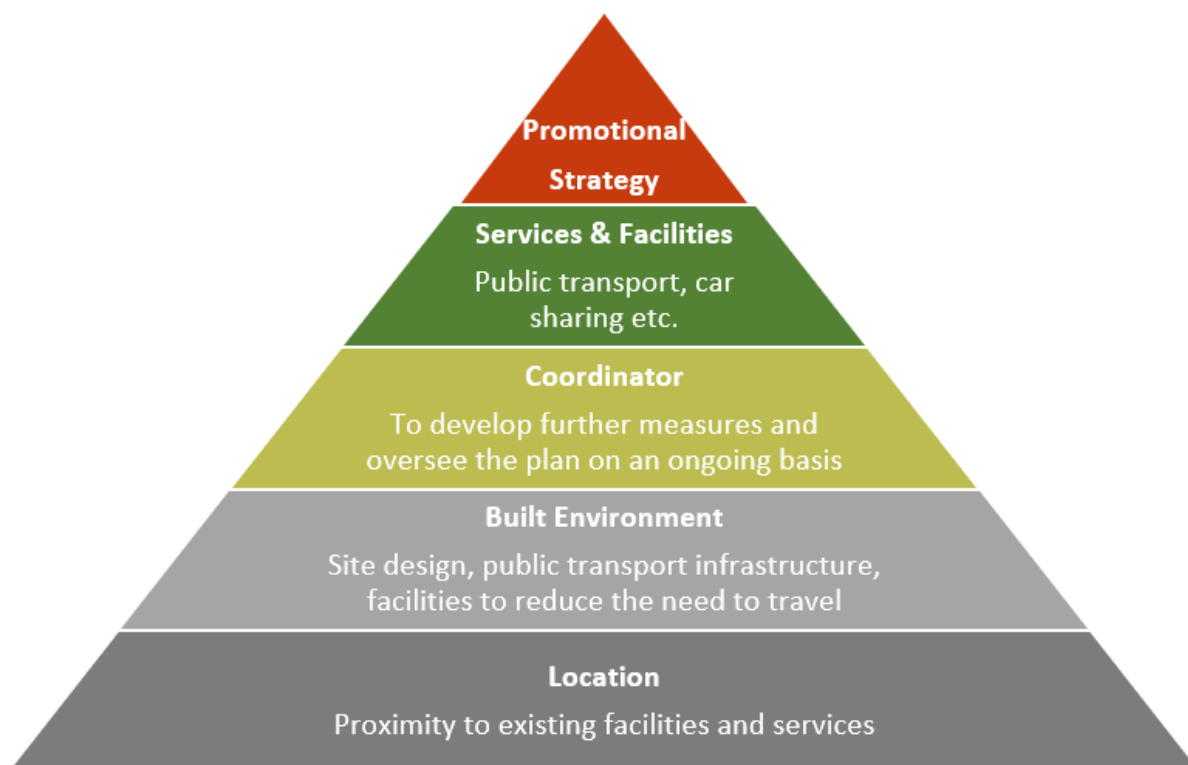 Promotional
Strategy
Services & Facilities
Public transport, car
sharing etc.
Coordinator
To develop further measures and
oversee the plan on an ongoing basis
Built Environment
Site design, public transport infrastructure,
facilities to reduce the need to travel
Location
Proximity to existing facilities and services